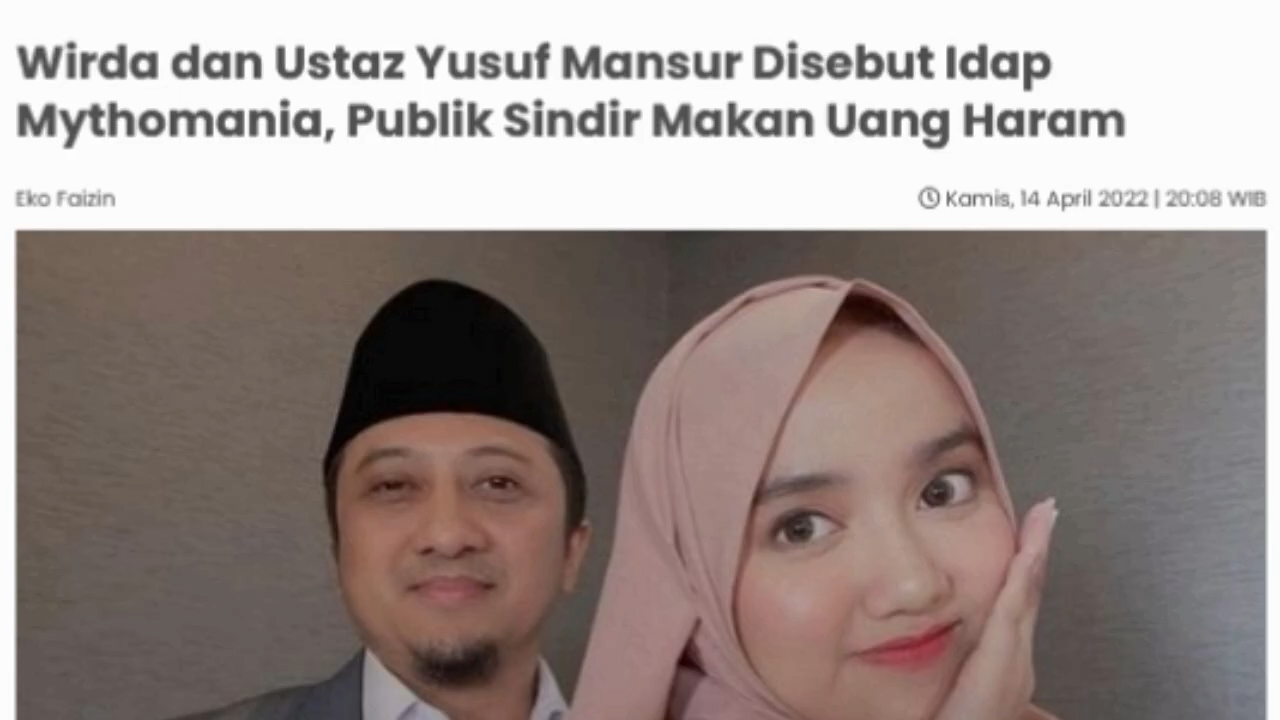 Wirda dan Ustaz Yusuf Mansur Disebut Idap
Mythomania, Publik Sindir Makan Uang Haram
Eko Faizin
Kamis, 14 April 2022 | 20:08 WIB